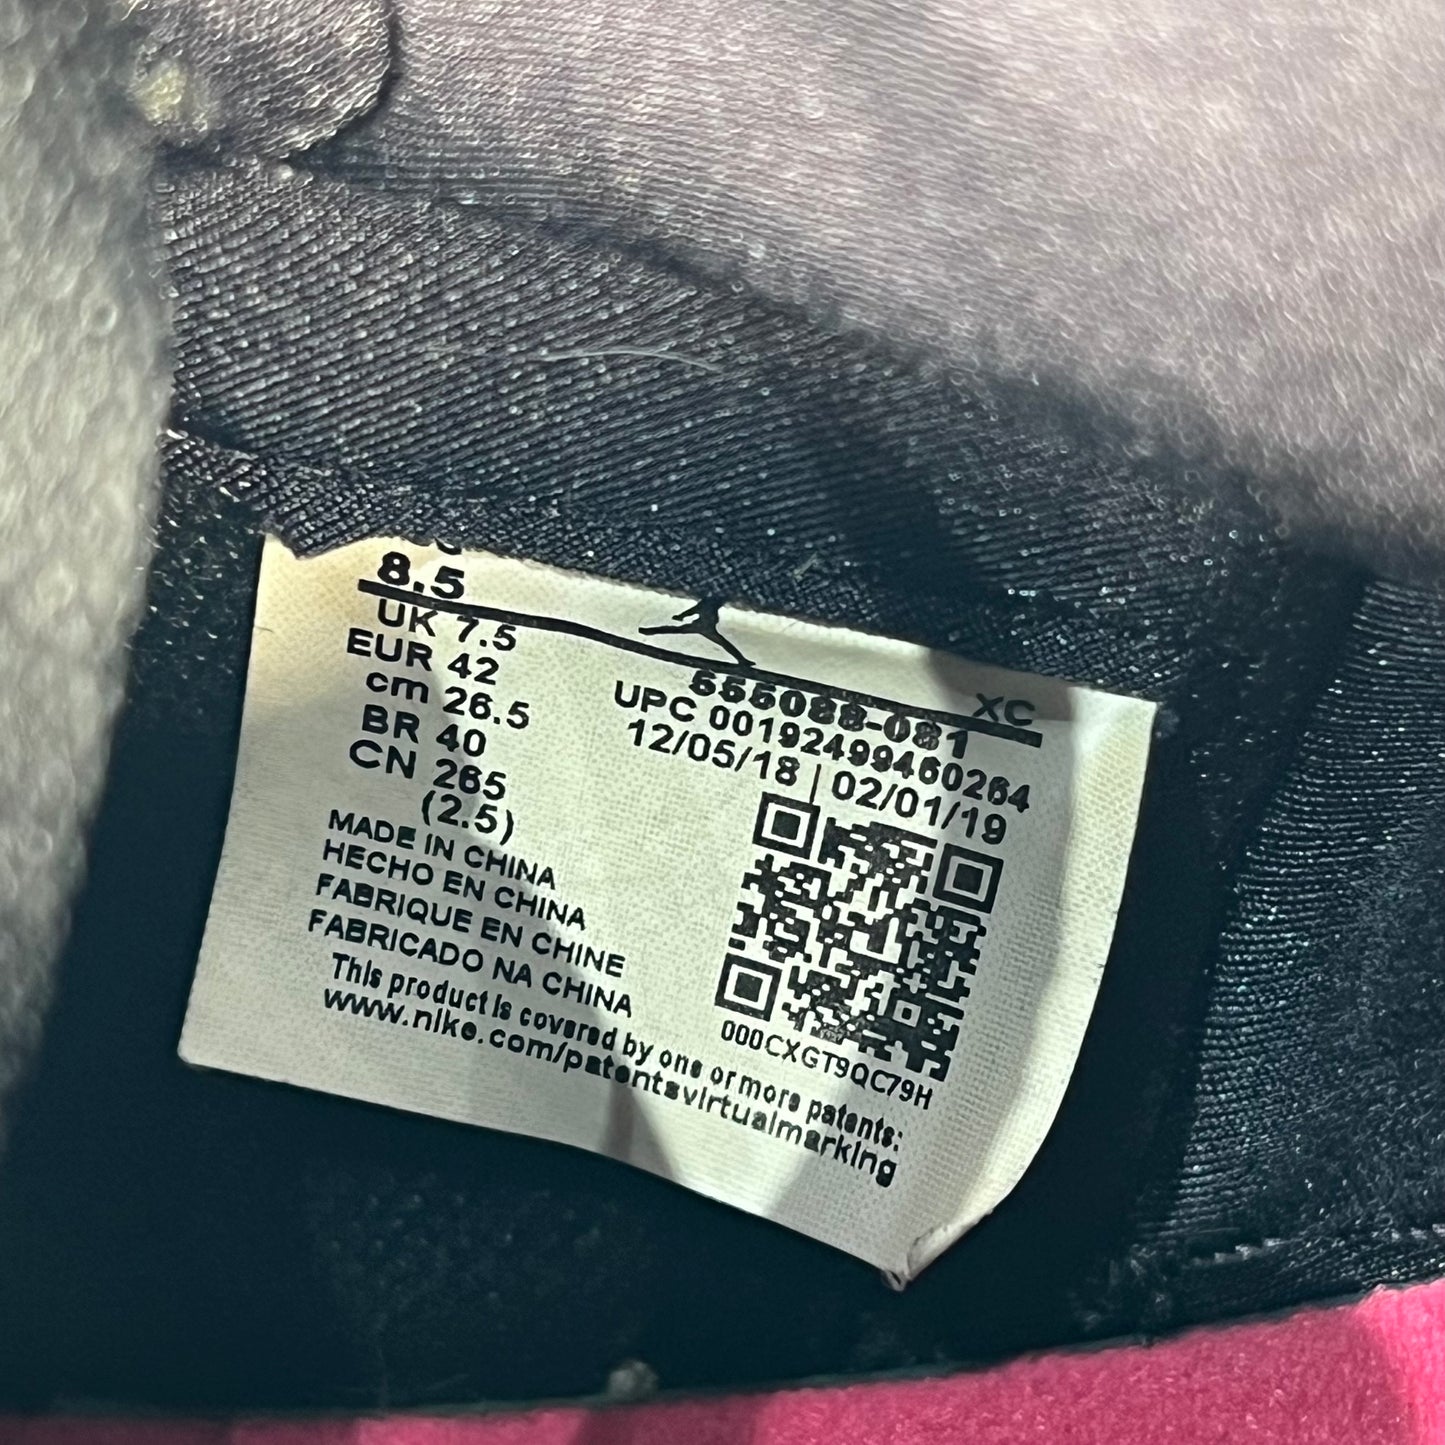 8.5
UK 7.5
EUR 42
cm 26.5
BR 40
CN 265
(2.5)
XC
555088-081
UPC 00192499460264
12/05/18 | 02/01/19
MADE IN CHINA
HECHO EN CHINA
FABRIQUE EN CHINE
FABRICADO NA CHINA
000CXGT9QC79H
This product is covered by one or more patents:
www.nike.com/patentsvirtualmarking